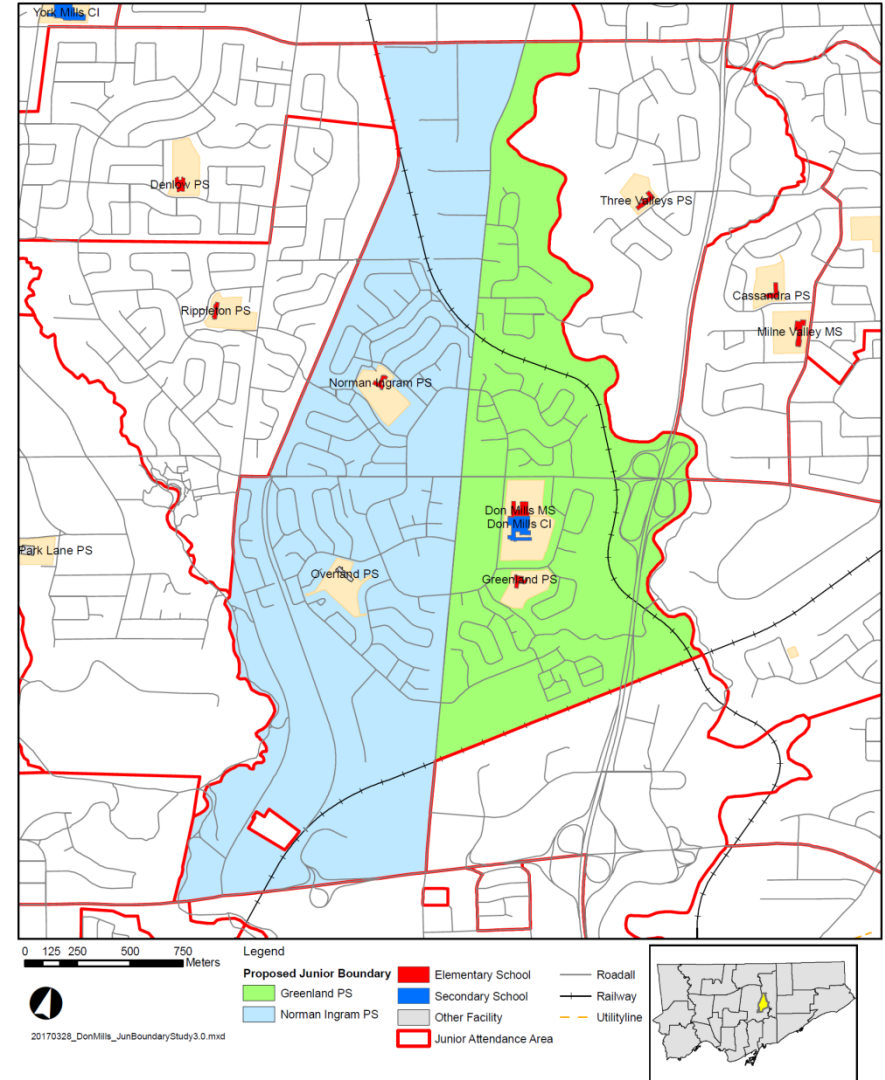 York Mills CI
Denlow PS
Three Valleys PS
Cassandra PS
Rippleton PS
Milne Valley MS
Norman Ingram PS
Don Mills MS
Don Mills CI
Park Lane PS
Overland PS
Greenland PS
0 125 250 500 750
Meters
Legend
Proposed Junior Boundary
Greenland PS
Norman Ingram PS
Elementary School
Secondary School
Other Facility
Junior Attendance Area
Roadall
Railway
Utilityline
20170328_DonMills_JunBoundaryStudy3.0.mxd